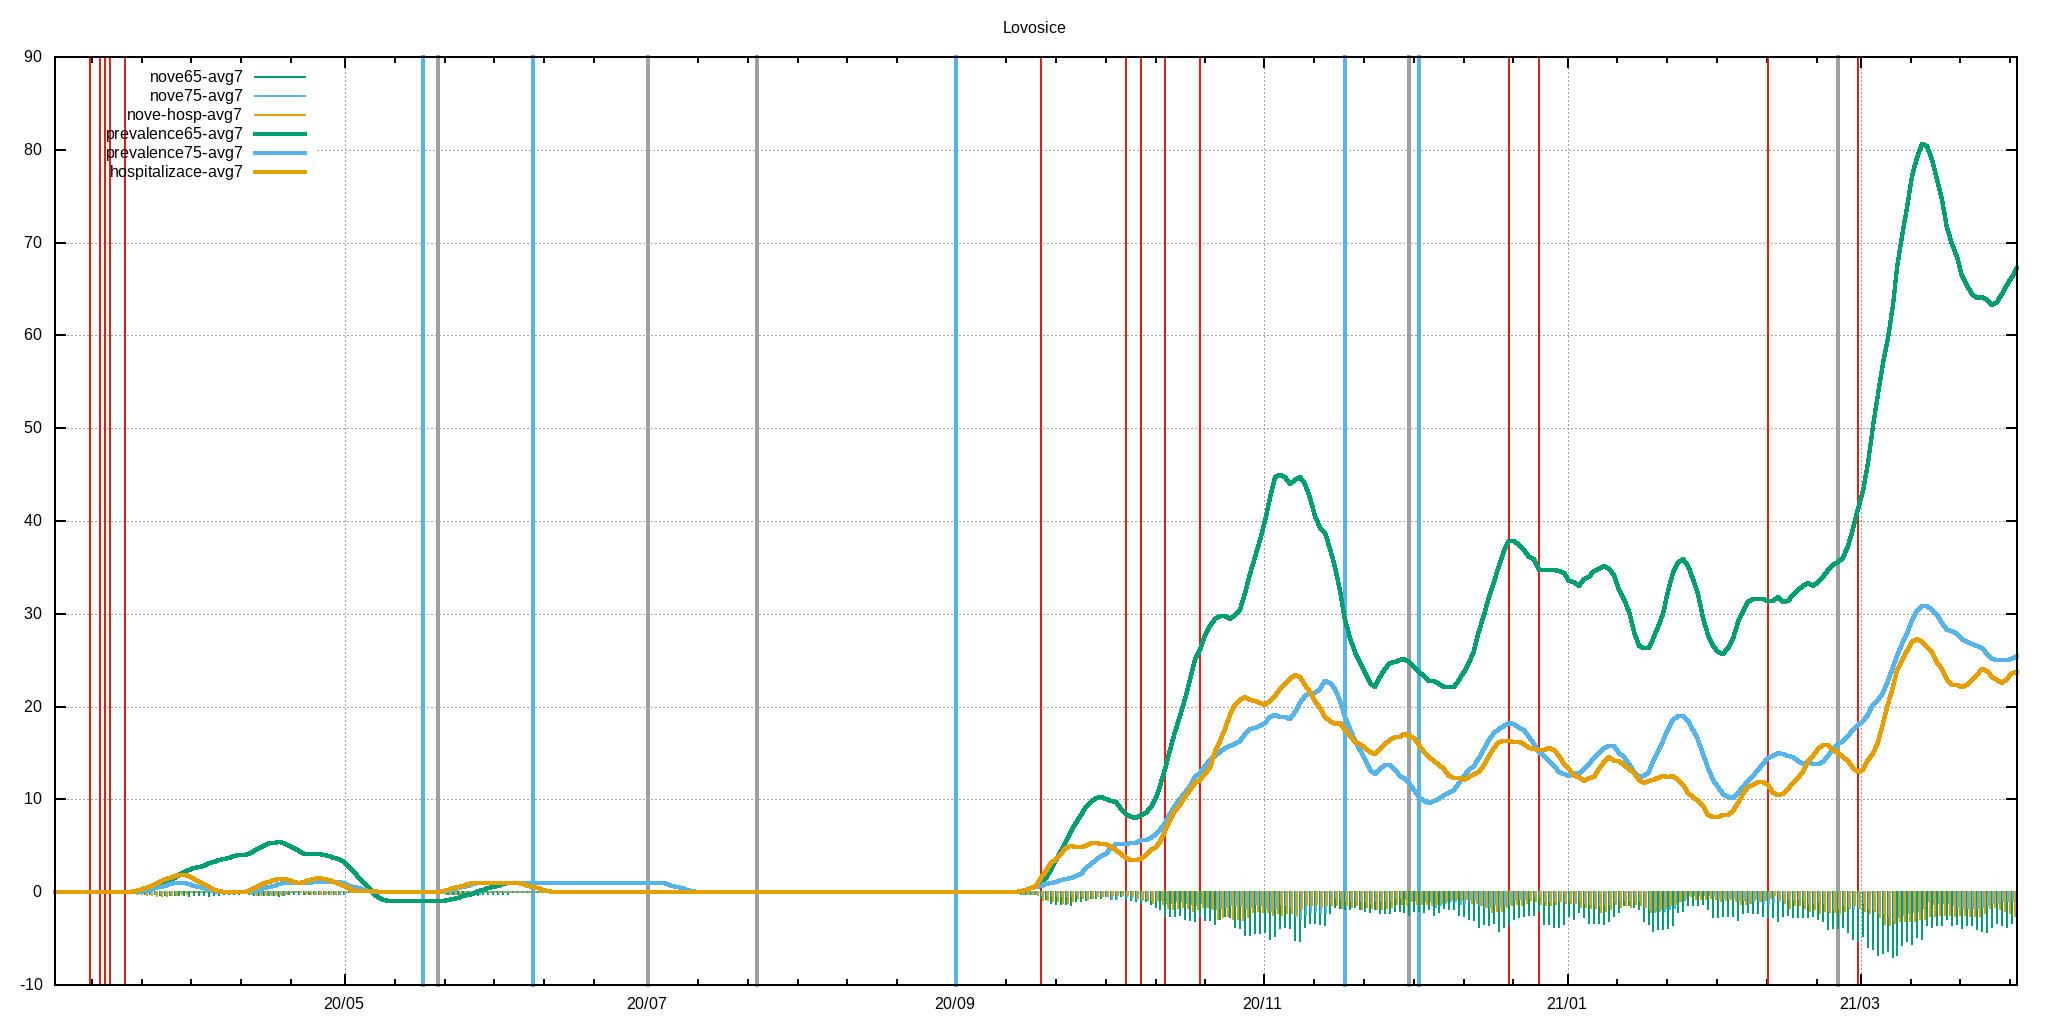 Lovosice
90
nove65-avg7
nove75-avg7
nove-hosp-avg7
prevalence65-avg7
prevalence75-avg7
hospitalizace-avg7
80
70
60
50
40
30
20
10
0
-10
20/05 20/07 20/09 20/11 21/01 21/03